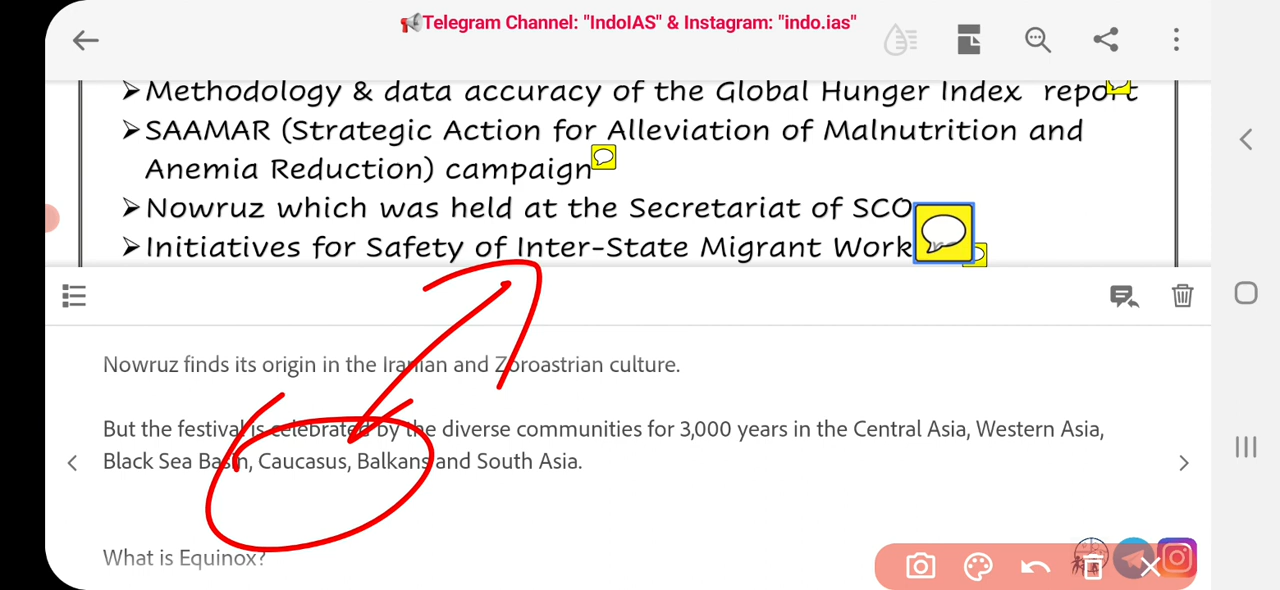 📢Telegram Channel: "IndoIAS" & Instagram: "indo.ias"
➢Methodology & data accuracy of the Global Hunger Index report
➢SAAMAR (Strategic Action for Alleviation of Malnutrition and
Anemia Reduction) campaign
➢Nowruz which was held at the Secretariat of SCO
➢Initiatives for Safety of Inter-State Migrant Work
Nowruz finds its origin in the Iranian and Zoroastrian culture.
But the festival is celebrated by the diverse communities for 3,000 years in the Central Asia, Western Asia,
Black Sea Basin, Caucasus, Balkans and South Asia.
What is Equinox?